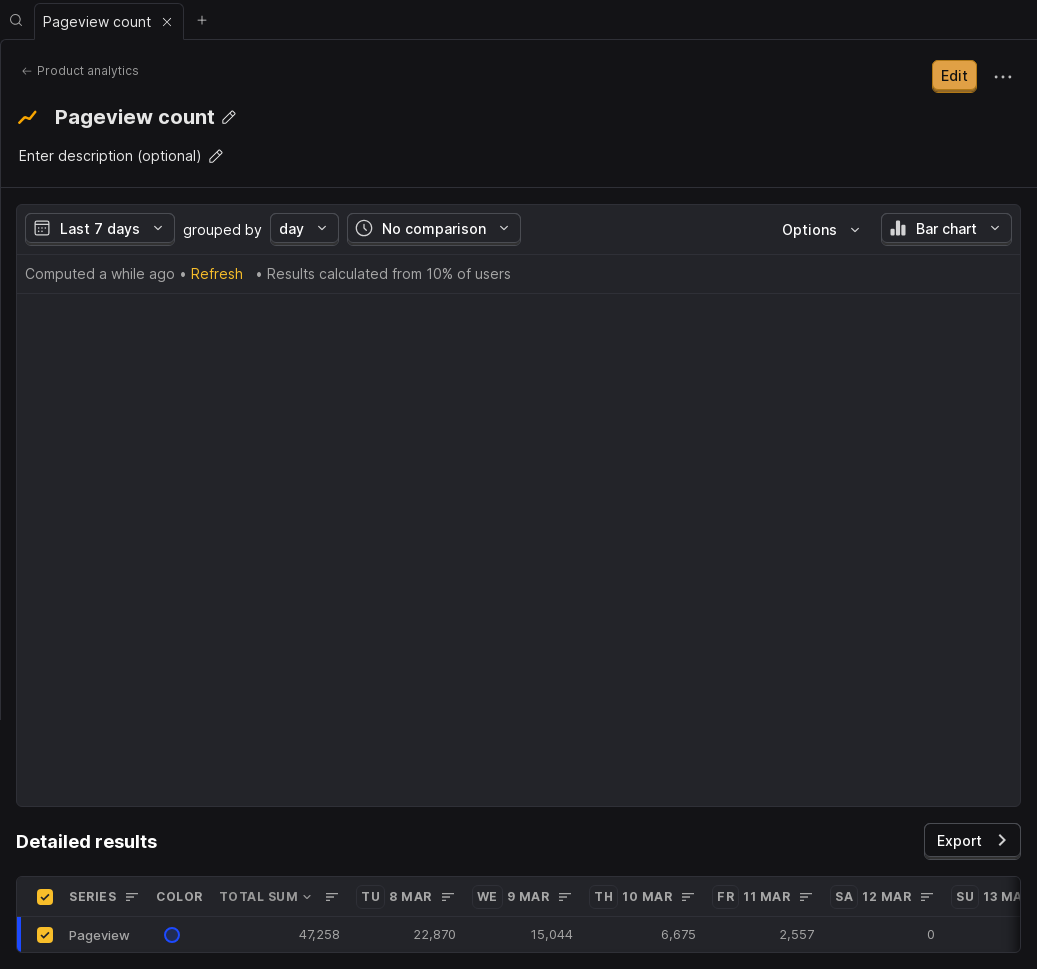 Pageview count
Product analytics
Edit
Pageview count
Enter description (optional)
Last 7 days grouped by day No comparison Options Bar chart
Computed a while ago • Refresh • Results calculated from 10% of users
Detailed results
Export
SERIES COLOR TOTAL SUM TU 8 MAR WE 9 MAR TH 10 MAR FR 11 MAR SA 12 MAR SU 13 MA
Pageview 47,258 22,870 15,044 6,675 2,557 0